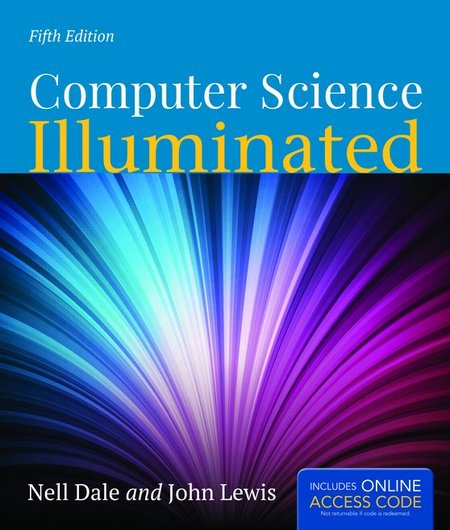 Fifth Edition
Computer Science
Illuminated
Nell Dale and John Lewis
INCLUDES ONLINE
ACCESS CODE
Not returnable if code is redeemed.